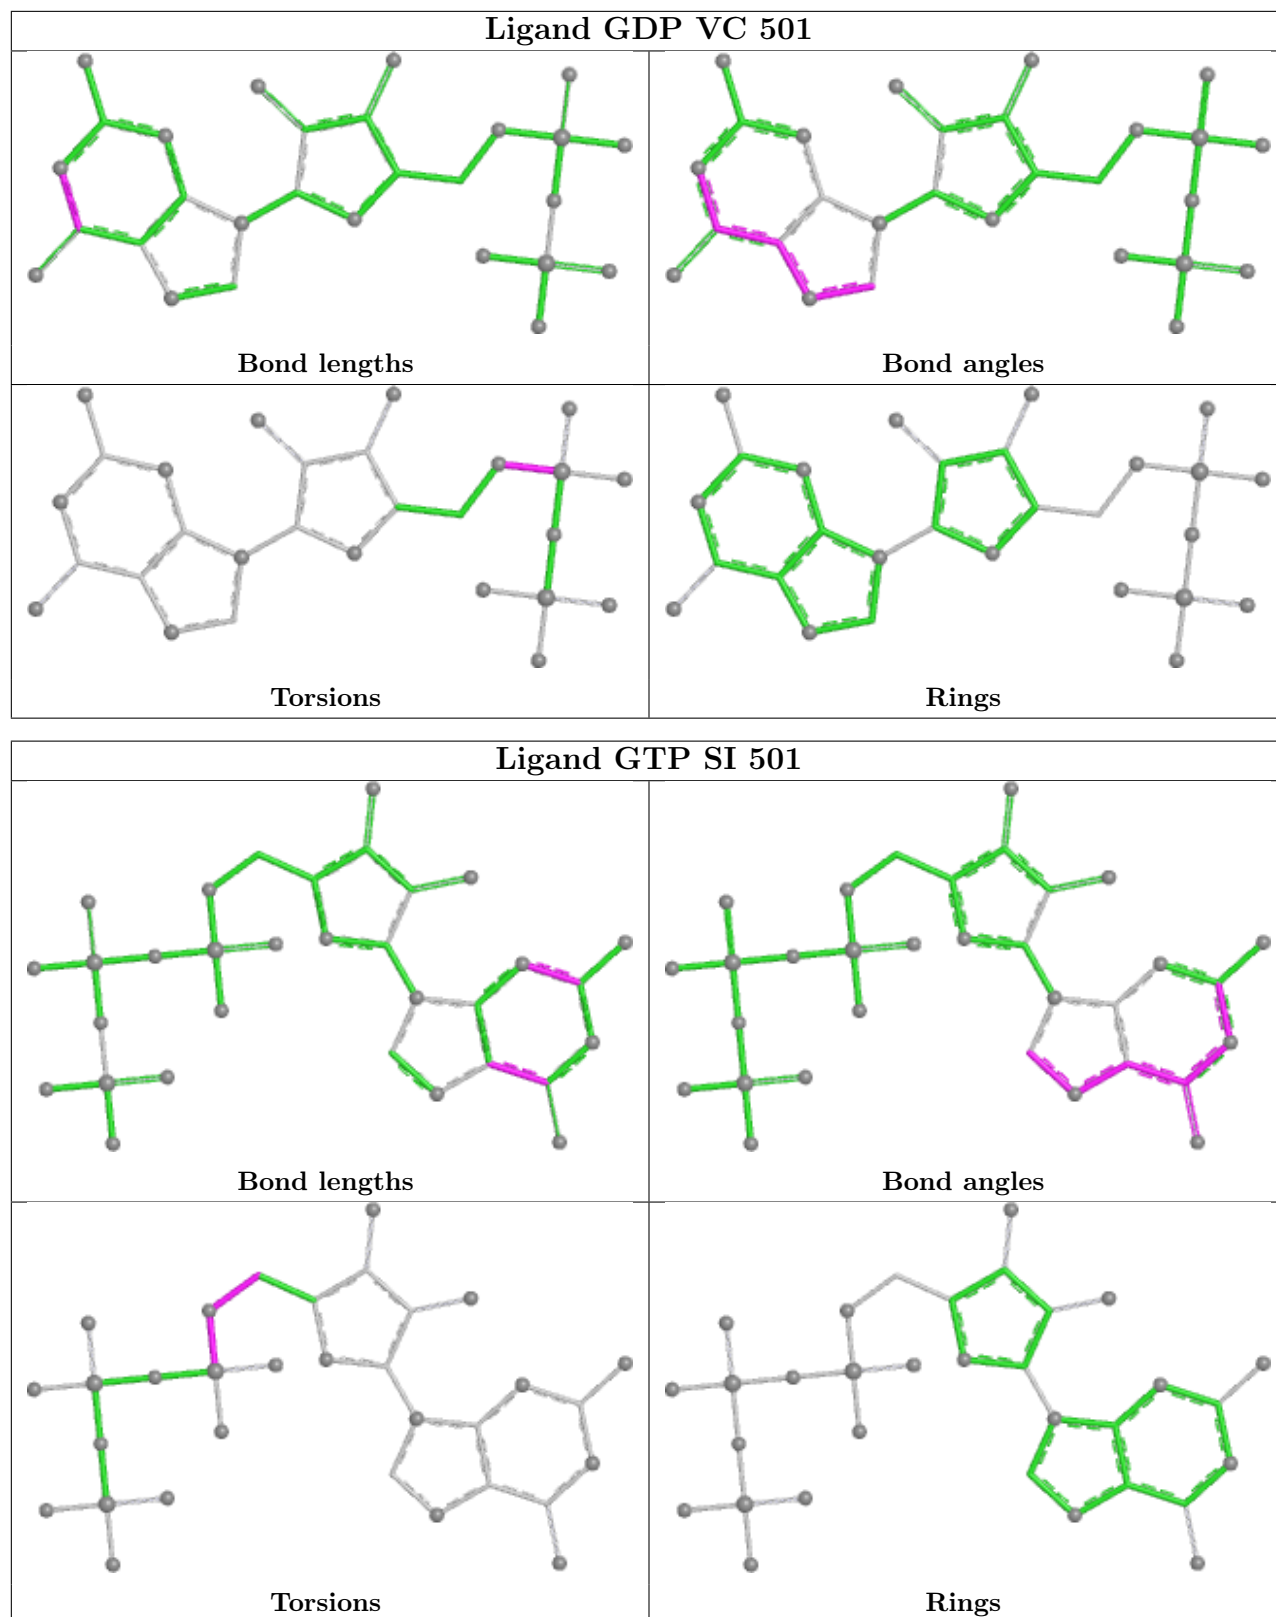 Ligand GDP VC 501
Bond lengths
Bond angles
Torsions
Rings
Ligand GTP SI 501
Bond lengths
Bond angles
Torsions
Rings